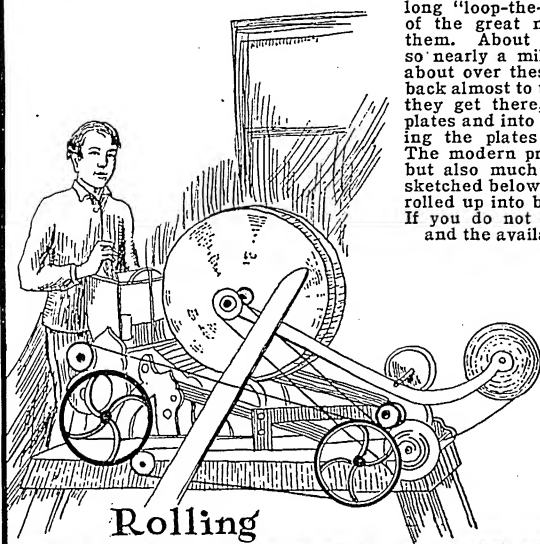 long “loop-the-
of the great
them. About
so nearly a mi
about over thes
back almost to
they get there,
plates and into
ing the plates
The modern pr
but also much
sketched below
rolled up into b
If you do not
and the availa
Rolling